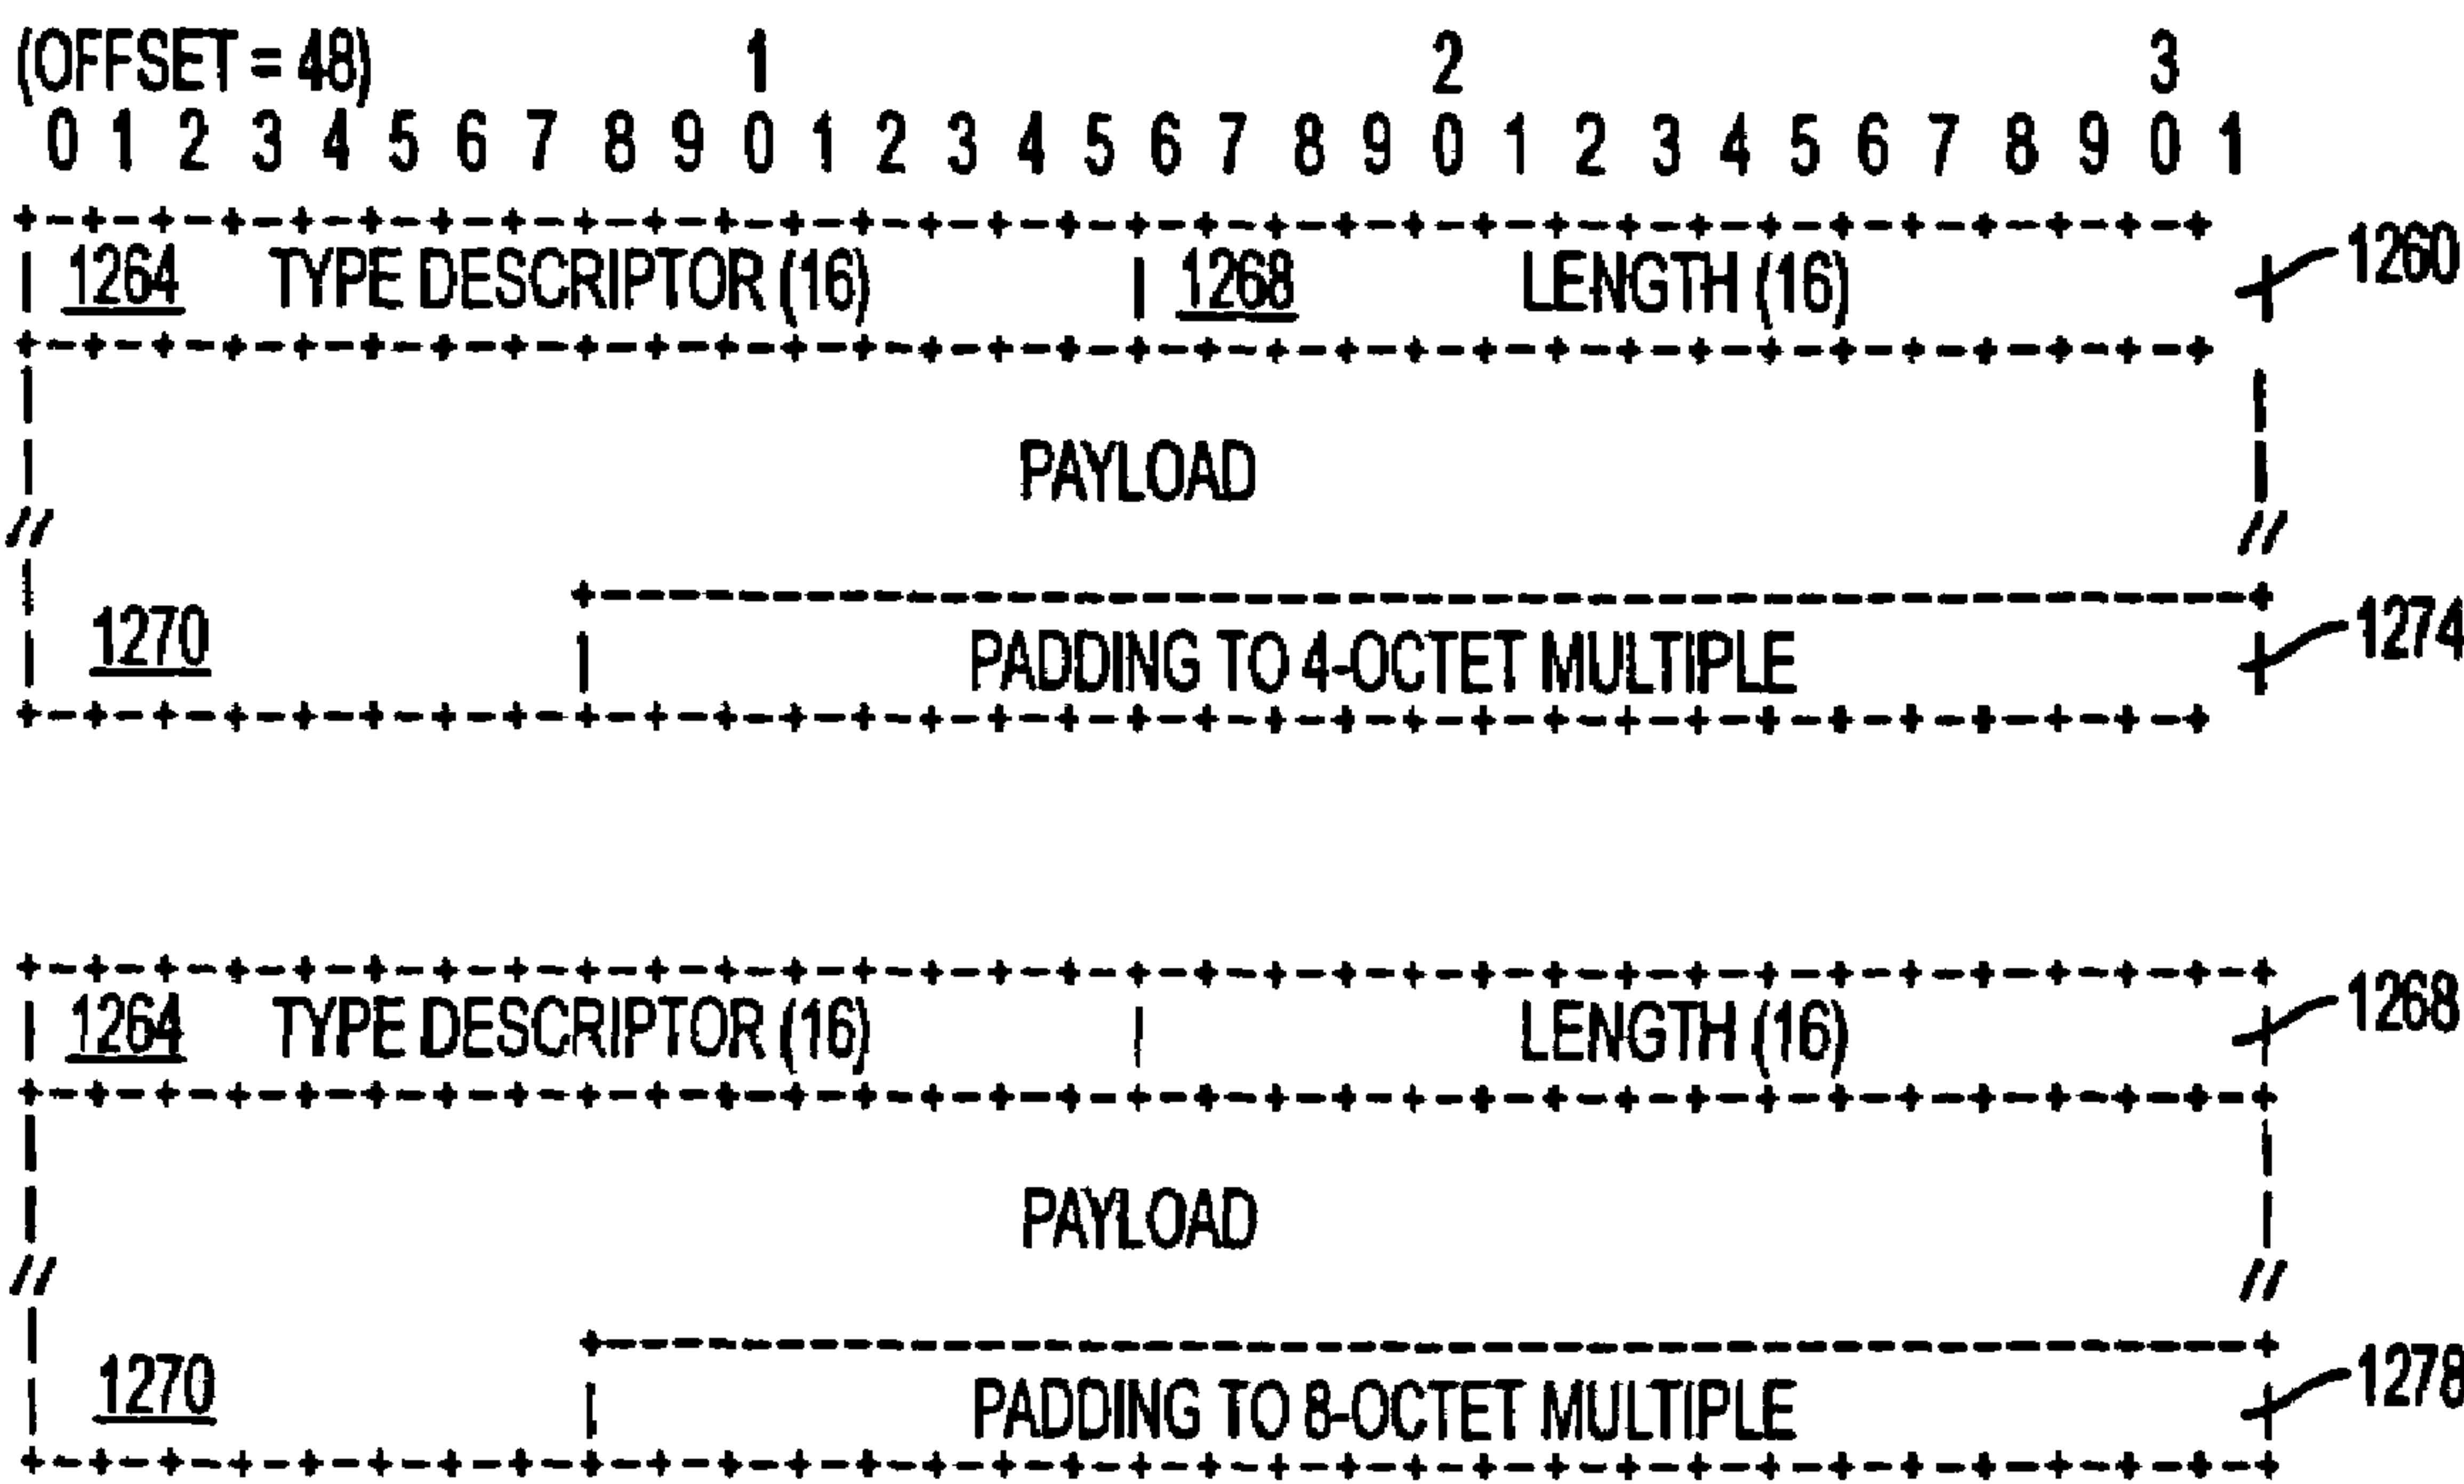 (OFFSET = 48) 1 2 3
0 1 2 3 4 5 6 7 8 9 0 1 2 3 4 5 6 7 8 9 0 1 2 3 4 5 6 7 8 9 0 1
+-+-+-+-+-+-+-+-+-+-+-+-+-+-+-+-+-+-+-+-+-+-+-+-+-+-+-+-+-+-+-+
| 1264 TYPE DESCRIPTOR (16) | 1268 LENGTH (16) | 1260
+-+-+-+-+-+-+-+-+-+-+-+-+-+-+-+-+-+-+-+-+-+-+-+-+-+-+-+-+-+-+-+
PAYLOAD
// //
+--------------------------------------------------+
| 1270 | PADDING TO 4-OCTET MULTIPLE | 1274
+-+-+-+-+-+-+-+-+-+-+-+-+-+-+-+-+-+-+-+-+-+-+-+-+-+-+-+-+-+-+-+
+-+-+-+-+-+-+-+-+-+-+-+-+-+-+-+-+-+-+-+-+-+-+-+-+-+-+-+-+-+-+-+-+
| 1264 TYPE DESCRIPTOR (16) | LENGTH (16) | 1268
+-+-+-+-+-+-+-+-+-+-+-+-+-+-+-+-+-+-+-+-+-+-+-+-+-+-+-+-+-+-+-+-+
PAYLOAD
// //
+--------------------------------------------------+
| 1270 | PADDING TO 8-OCTET MULTIPLE | 1278
+-+-+-+-+-+-+-+-+-+-+-+-+-+-+-+-+-+-+-+-+-+-+-+-+-+-+-+-+-+-+-+-+